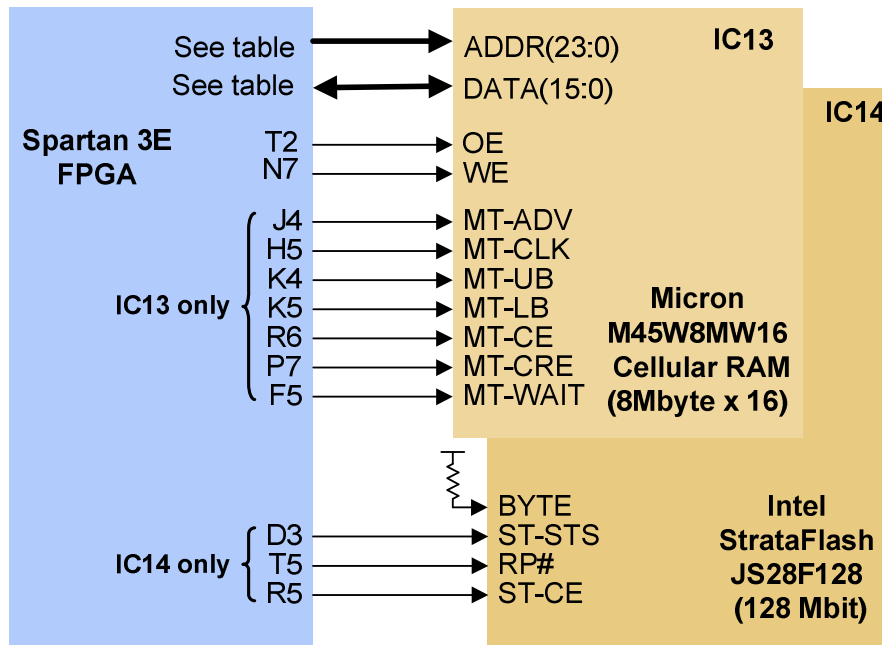 See table
ADDR(23:0)
IC13
See table
DATA(15:0)
IC14
Spartan 3E
FPGA
T2
OE
N7
WE
J4
MT-ADV
H5
MT-CLK
K4
MT-UB
K5
MT-LB
R6
MT-CE
P7
MT-CRE
F5
MT-WAIT
IC13 only
Micron
M45W8MW16
Cellular RAM
(8Mbyte x 16)
BYTE
D3
ST-STS
T5
RP#
R5
ST-CE
IC14 only
Intel
StrataFlash
JS28F128
(128 Mbit)